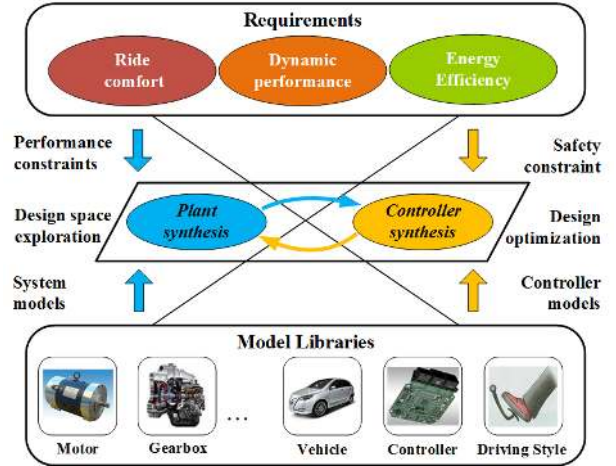 Requirements
Ride
comfort
Dynamic
performance
Energy
Efficiency
Performance
constraints
Safety
constraint
Design space
exploration
Plant
synthesis
Controller
synthesis
Design
optimization
System
models
Controller
models
Model Libraries
Motor
Gearbox
...
Vehicle
Controller
Driving Style